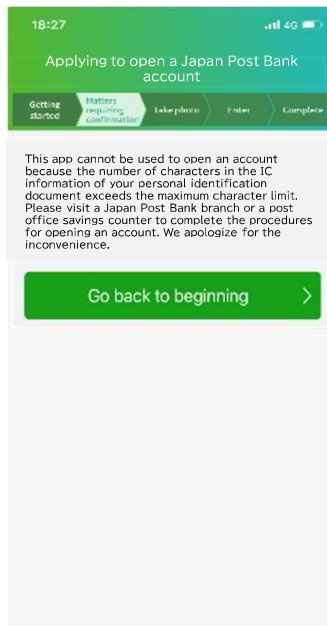 18:27
4G
Applying to open a Japan Post Bank
account
Getting
started
Matters
requiring
confirmation
Take photo
Enter
Complete
This app cannot be used to open an account
because the number of characters in the IC
information of your personal identification
document exceeds the maximum character limit.
Please visit a Japan Post Bank branch or a post
office savings counter to complete the procedures
for opening an account. We apologize for the
inconvenience.
Go back to beginning